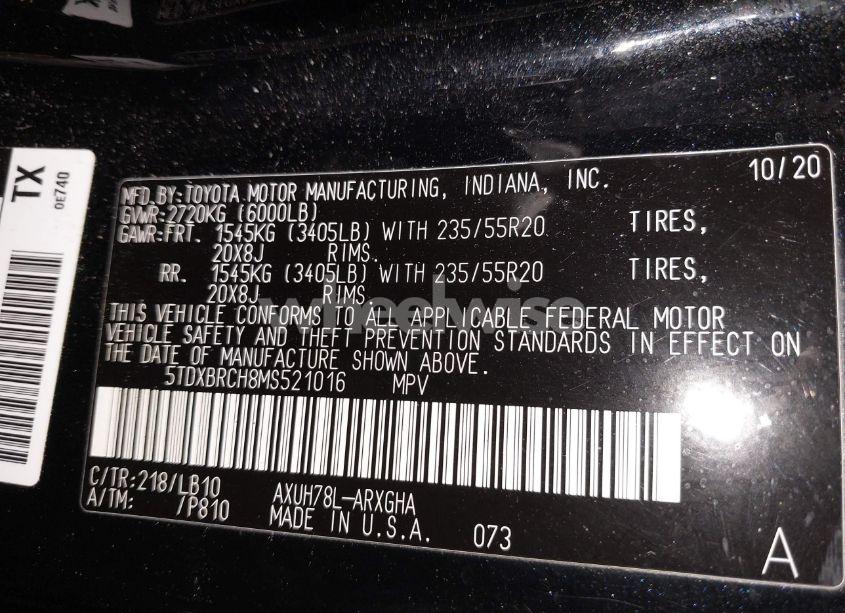 TX
OE740
10/20
MFD.BY:TOYOTA MOTOR MANUFACTURING, INDIANA, INC.
GVWR:2720KG (6000LB)
GAWR:FRT. 1545KG (3405LB) WITH 235/55R20 TIRES,
20X8J RIMS.
RR. 1545KG (3405LB) WITH 235/55R20 TIRES,
20X8J RIMS.
wheelwise
THIS VEHICLE CONFORMS TO ALL APPLICABLE FEDERAL MOTOR
VEHICLE SAFETY AND THEFT PREVENTION STANDARDS IN EFFECT ON
THE DATE OF MANUFACTURE SHOWN ABOVE.
5TDXBRCH8MS521016 MPV
C/TR:218/LB10
A/TM: /P810
AXUH78L-ARXGHA
MADE IN U.S.A. 073
A